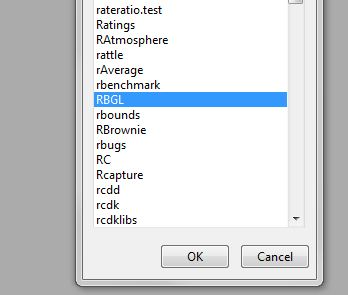 rateratio.test
Ratings
RAtmosphere
rattle
rAverage
rbenchmark
RBGL
rbounds
RBrownie
rbugs
RC
Rcapture
rcdd
rcdk
rcdklibs
OK
Cancel